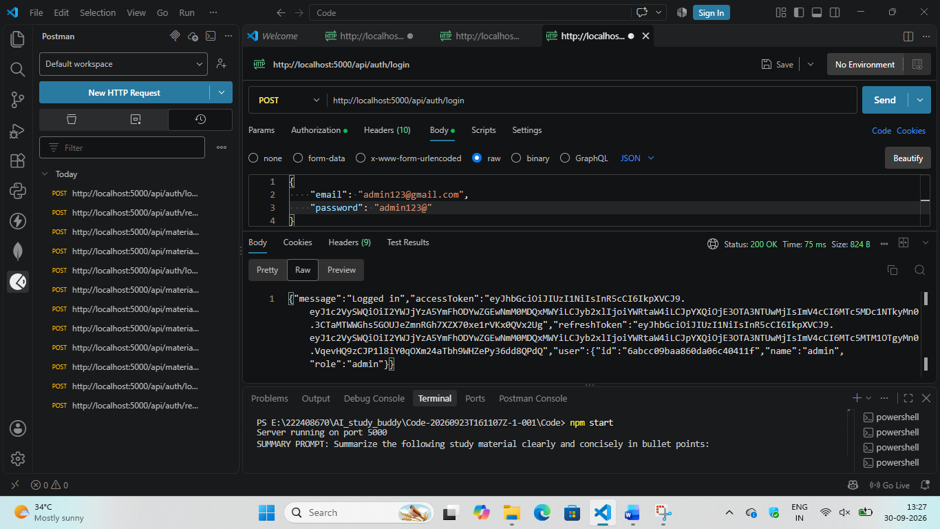 File Edit Selection View Go Run ··· Code Sign In
Postman
Welcome http://localhos... http://localhos... http://localhos...
Default workspace
http://localhost:5000/api/auth/login Save No Environment
New HTTP Request
POST http://localhost:5000/api/auth/login Send
Params Authorization Headers (10) Body Scripts Settings Code Cookies
Filter
none form-data x-www-form-urlencoded raw binary GraphQL JSON Beautify
Today
POST http://localhost:5000/api/auth/lo...
POST http://localhost:5000/api/auth/re...
POST http://localhost:5000/api/materia...
POST http://localhost:5000/api/materia...
POST http://localhost:5000/api/auth/lo...
POST http://localhost:5000/api/materia...
POST http://localhost:5000/api/materia...
POST http://localhost:5000/api/materia...
POST http://localhost:5000/api/materia...
POST http://localhost:5000/api/materia...
POST http://localhost:5000/api/auth/lo...
POST http://localhost:5000/api/auth/re...
1 {
2 "email": "admin123@gmail.com",
3 "password": "admin123@"
4 }
Body Cookies Headers (9) Test Results Status: 200 OK Time: 75 ms Size: 824 B
Pretty Raw Preview
1 {"message":"Logged in","accessToken":"eyJhbGciOiJIUzI1NiIsInR5cCI6IkpXVCJ9.
"refreshToken":"eyJhbGciOiJIUzI1NiIsInR5cCI6IkpXVCJ9.
"user":{"id":"6abcc09baa860da06c40411f","name":"admin",
"role":"admin"}}
Problems Output Debug Console Terminal Ports Postman Console
PS E:\222408670\AI_study_buddy\Code-20260923T161107Z-1-001\Code> npm start
Server running on port 5000
SUMMARY PROMPT: Summarize the following study material clearly and concisely in bullet points:
powershell
powershell
powershell
powershell
0 0 Go Live
34°C
Mostly sunny
Search
ENG
IN
13:27
30-09-2026